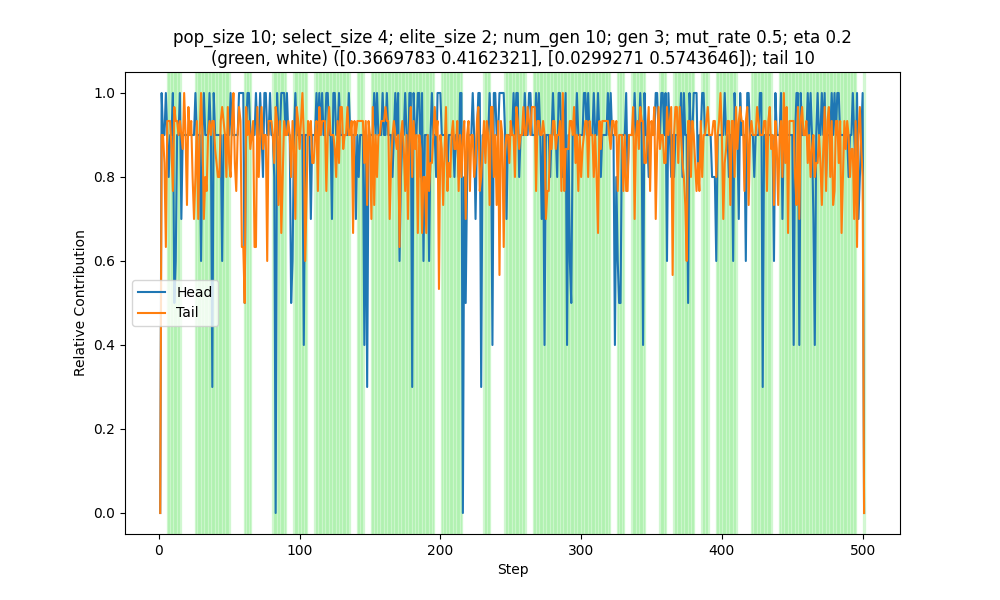 pop_size 10; select_size 4; elite_size 2; num_gen 10; gen 3; mut_rate 0.5; eta 0.2
(green, white) ([0.3669783 0.4162321], [0.0299271 0.5743646]); tail 10
1.0
0.8
0.6
0.4
0.2
0.0
Relative Contribution
Head
Tail
0 100 200 300 400 500
Step